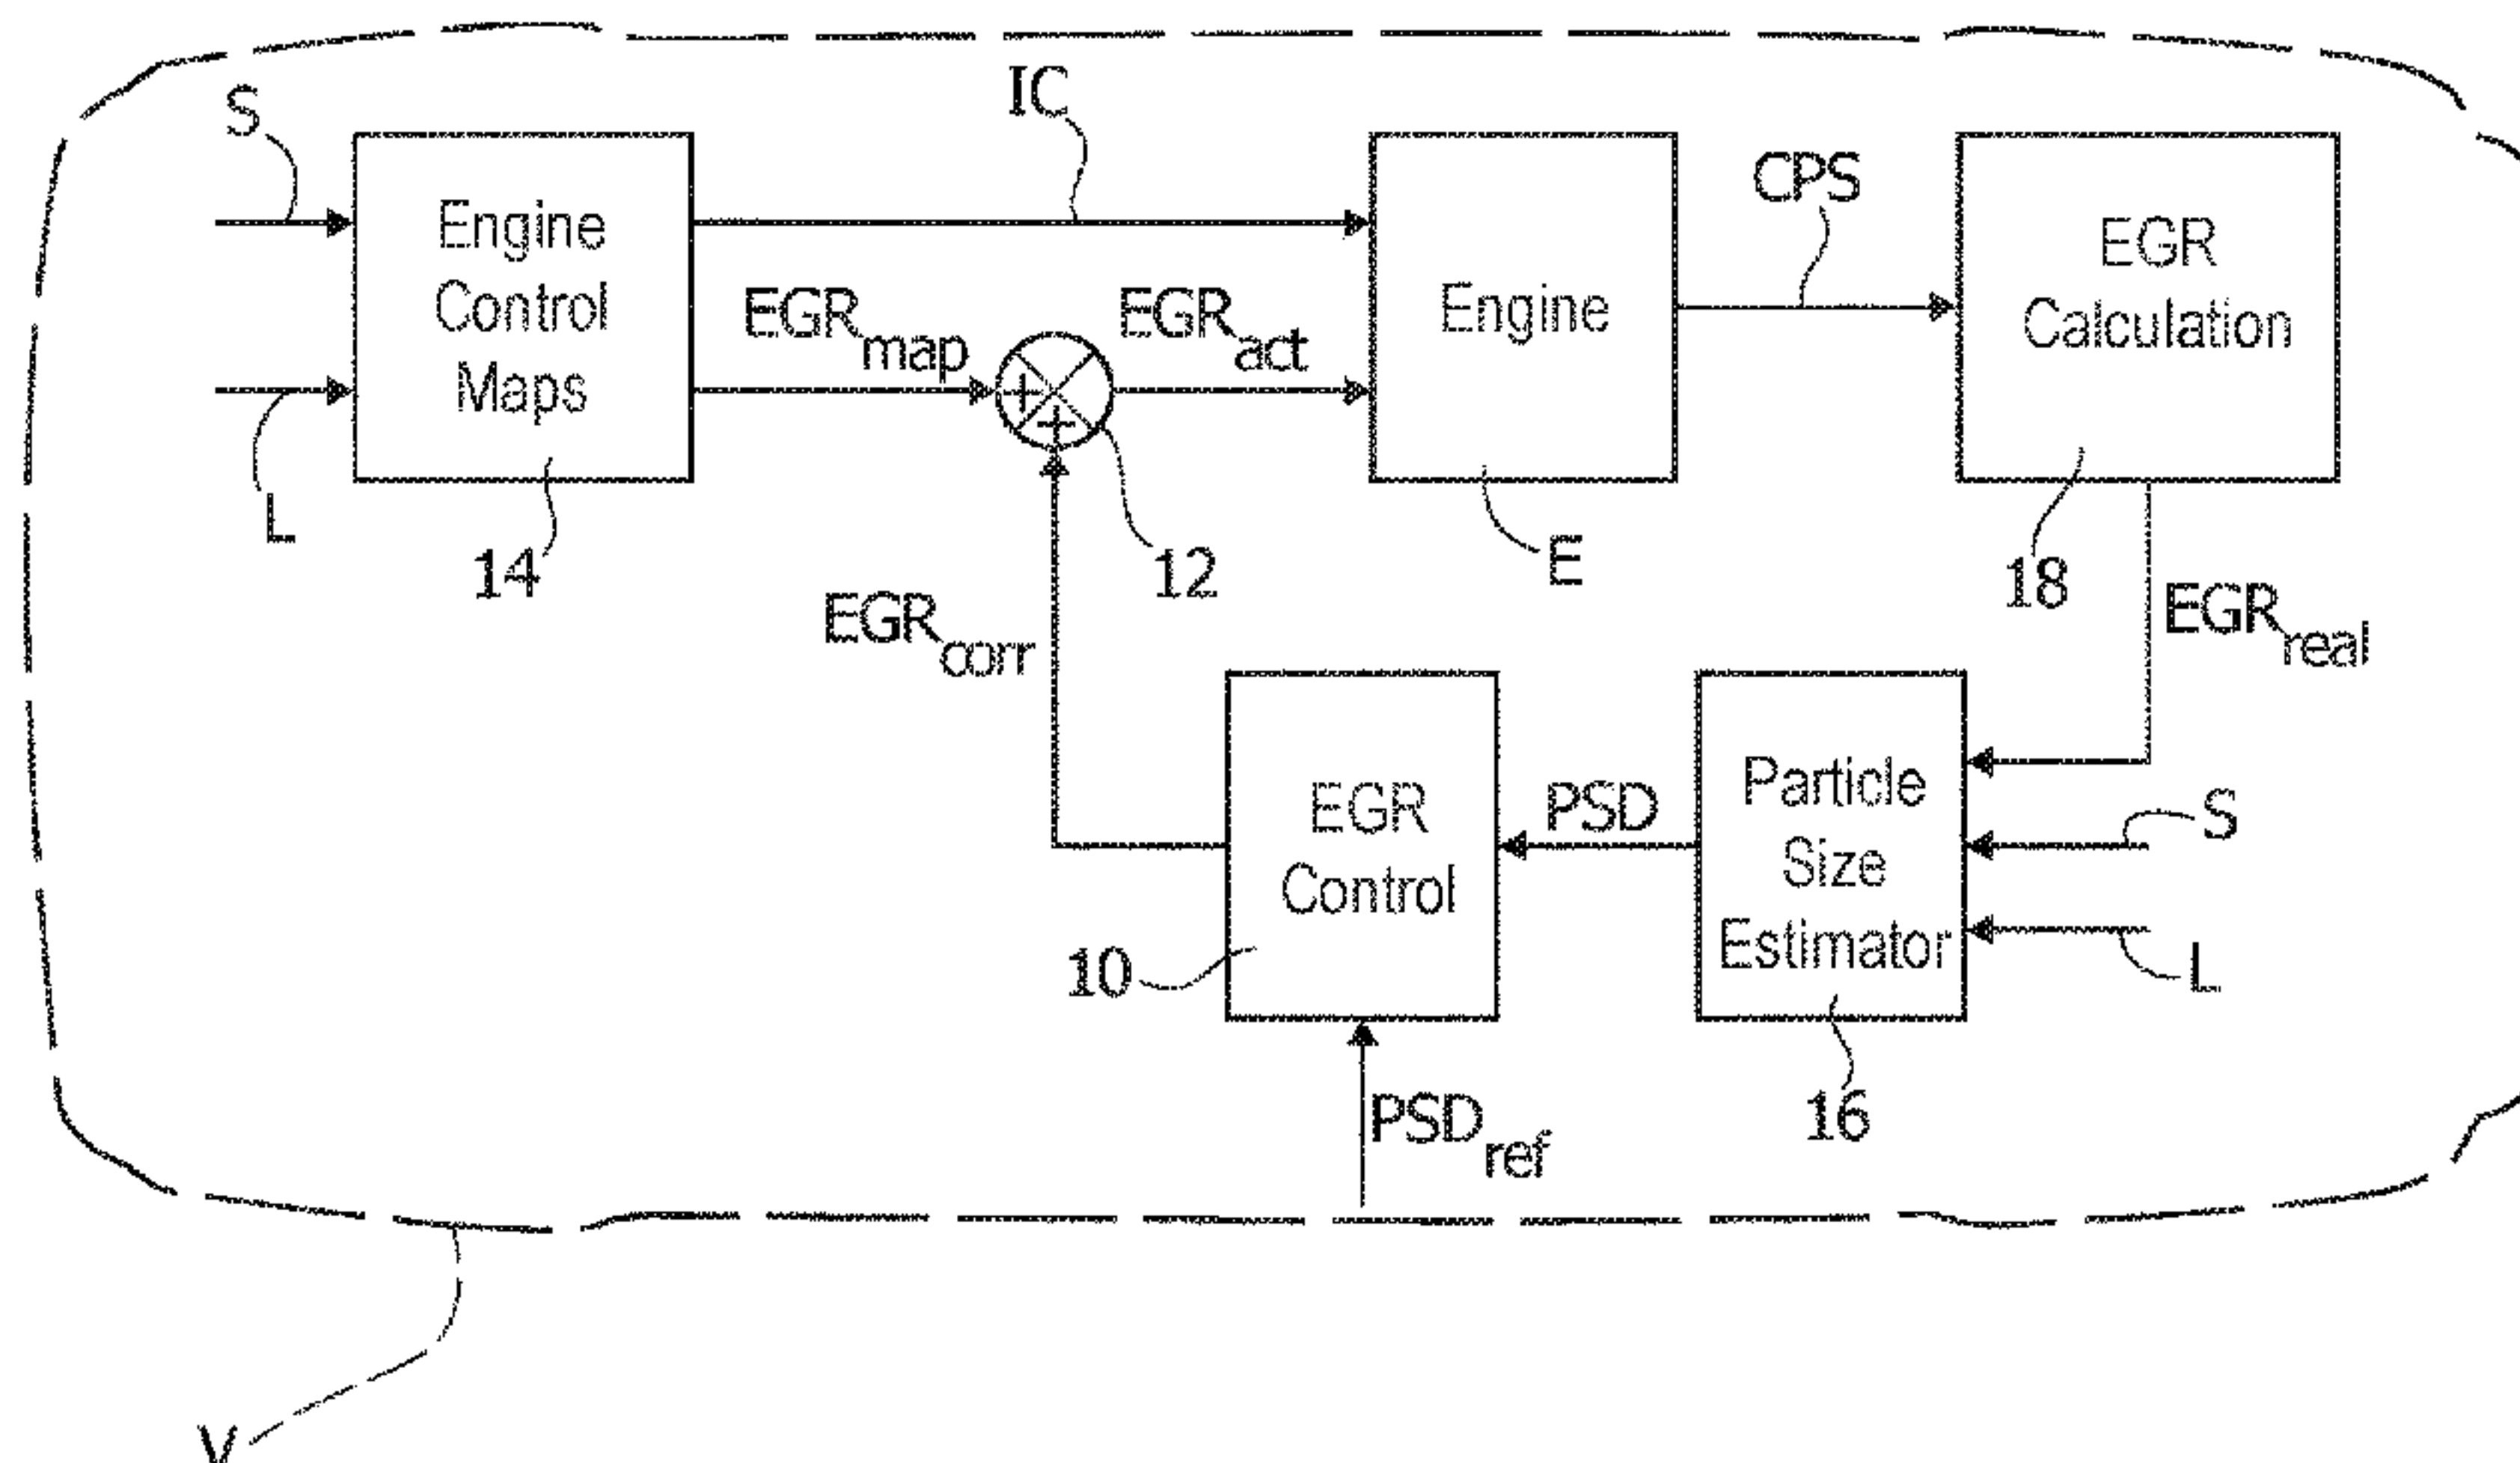 S
IC
CPS
Engine
Control
Maps
EGRmap
EGRact
Engine
EGR
Calculation
L
14
12
E
18
EGRcorr
EGRreal
EGR
Control
PSD
Particle
Size
Estimator
S
L
10
16
PSDref
V